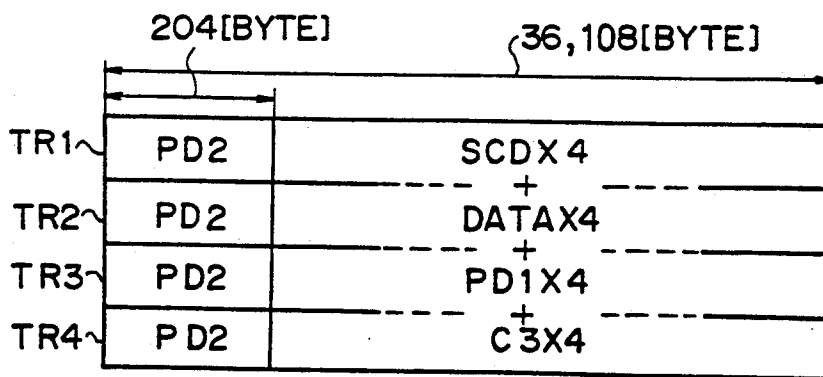 204[BYTE] 36,108[BYTE]
TR1 PD2 SCDX4
+
TR2 PD2 DATAX4
+
TR3 PD2 PD1X4
+
TR4 PD2 C3X4